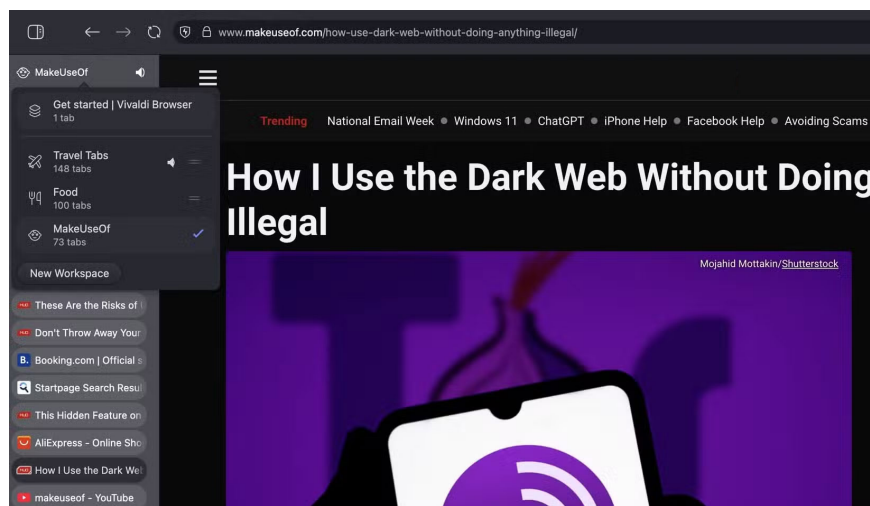 www.makeuseof.com/how-use-dark-web-without-doing-anything-illegal/
MakeUseOf
Get started | Vivaldi Browser
1 tab
Travel Tabs
148 tabs
Food
100 tabs
MakeUseOf
73 tabs
New Workspace
These Are the Risks of
Don't Throw Away Your
B. Booking.com | Official s
Startpage Search Resul
This Hidden Feature on
AliExpress - Online Sho
How I Use the Dark Web
makeuseof - YouTube
Trending National Email Week Windows 11 ChatGPT iPhone Help Facebook Help Avoiding Scams
How I Use the Dark Web Without Doing
Illegal
Mojahid Mottakin/Shutterstock